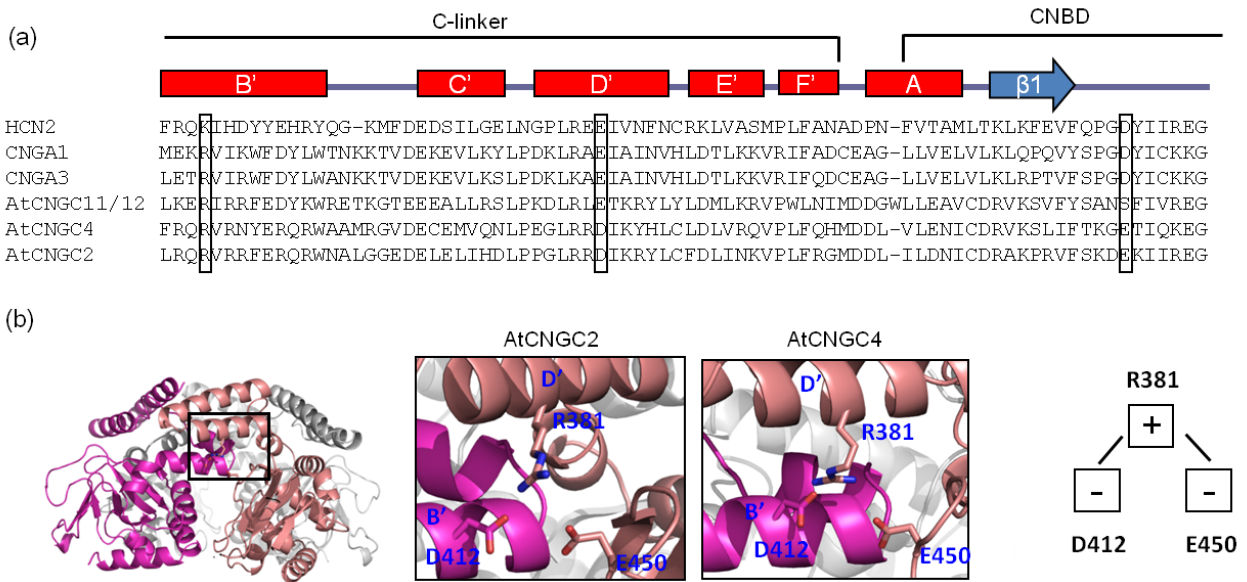 (a)
C-linker
CNBD
B' C' D' E' F' A β1
HCN2 FRQKIHDYYEHRYQG-KMFDEDSILGELNGPLREEIVNFNCRKLVASMPLFANADPN-FVTAMLTKLKFEVFQPGDYIIREG
CNGA1 MEKRVIKWFDYLWTNKKTVDEKEVLKYLPDKLRAEIAINVHLDTLKKVRIFADCEAG-LLVELVLKLQPQVYSPGDYICKKG
CNGA3 LETRVIRWFDYLWANKKTVDEKEVLKSLPDKLKAEIAINVHLDTLKKVRIFQDCEAG-LLVELVLKLRPTVFSPGDYICKKG
AtCNGC11/12 LKERIRRFEDYKWRETKGTEEEALLRSLPKDLRLETKRYLYLDMLKRVPWLNIMDDGWLLEAVCDRVKSVFYSANSFIVREG
AtCNGC4 FRQRVRNYERQRWAAMRGVDECEMVQNLPEGLRRDIKYHLCLDLVRQVPLFQHMDDL-VLENICDRVKSLIFTKGETIQKEG
AtCNGC2 LRQRVRRFERQRWNALGGEDELELIHDLPPGLRRDIKRYLCFDLINKVPLFRGMDDL-ILDNICDRAKPRVFSKDEKIIREG
(b)
AtCNGC2
D'
R381
B'
D412
E450
AtCNGC4
D'
R381
B'
D412
E450
R381
+
- -
D412 E450